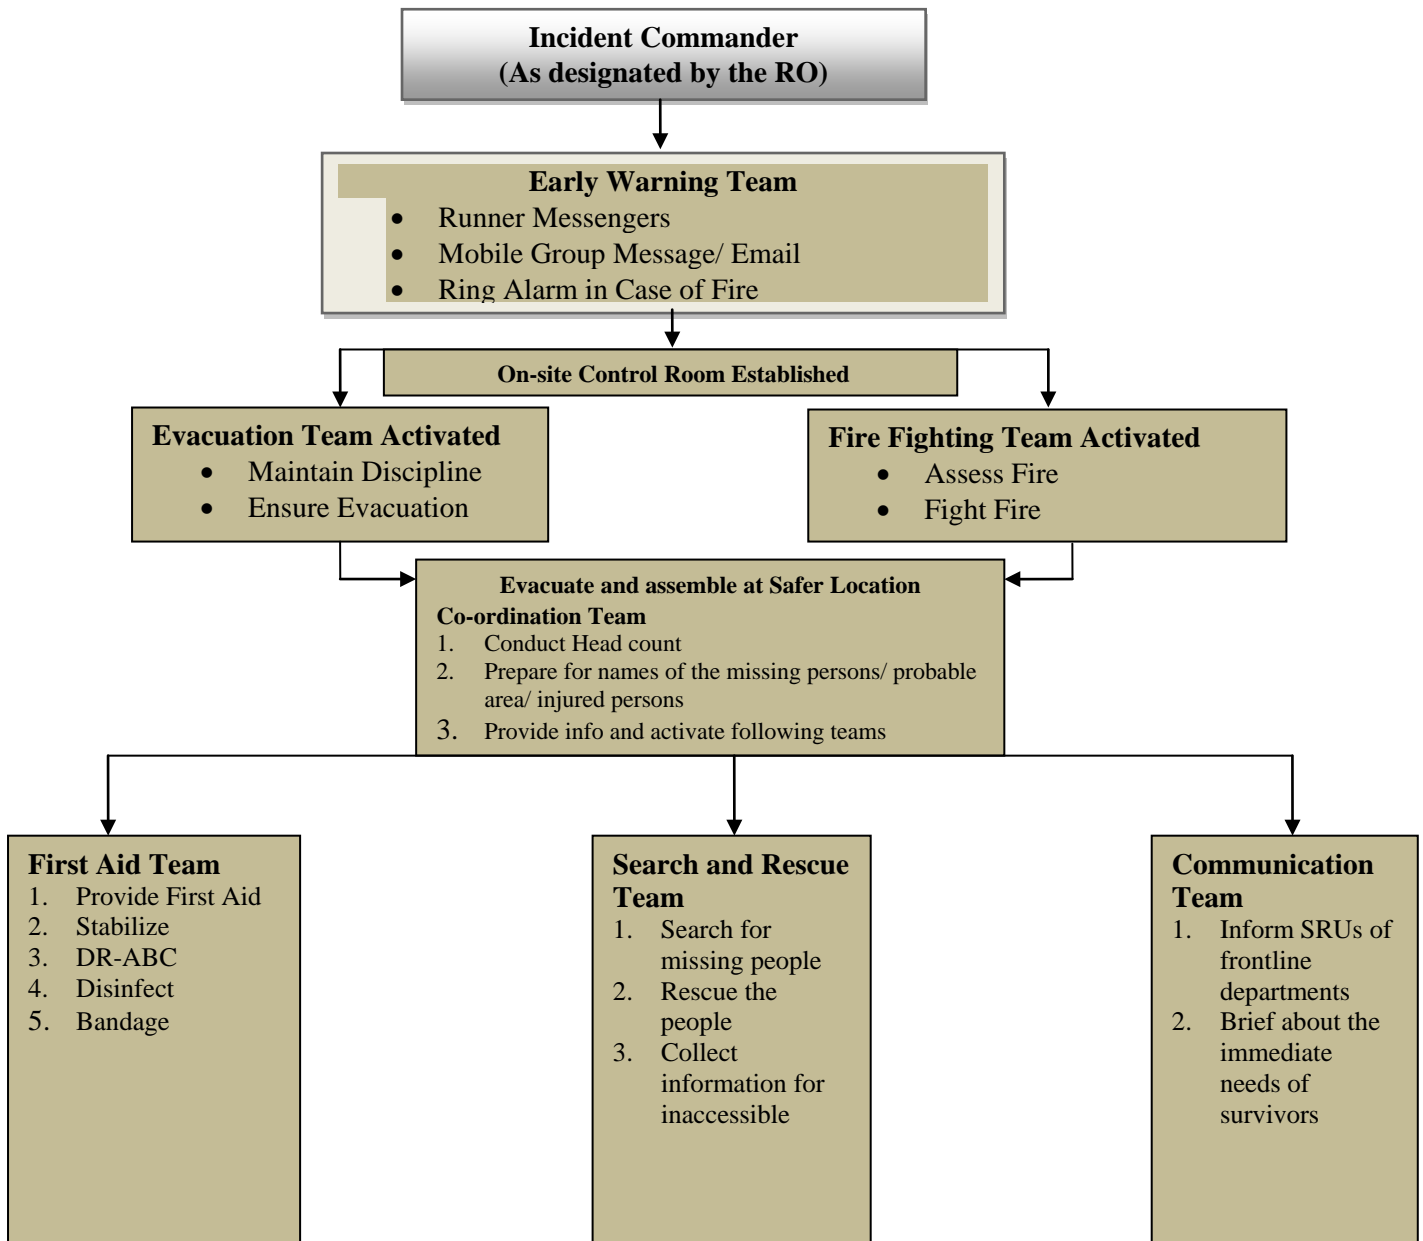 Incident Commander
(As designated by the RO)
Early Warning Team
• Runner Messengers
• Mobile Group Message/ Email
• Ring Alarm in Case of Fire
On-site Control Room Established
Evacuation Team Activated
• Maintain Discipline
• Ensure Evacuation
Fire Fighting Team Activated
• Assess Fire
• Fight Fire
Evacuate and assemble at Safer Location
Co-ordination Team
1. Conduct Head count
2. Prepare for names of the missing persons/ probable
area/ injured persons
3. Provide info and activate following teams
First Aid Team
1. Provide First Aid
2. Stabilize
3. DR-ABC
4. Disinfect
5. Bandage
Search and Rescue
Team
1. Search for
missing people
2. Rescue the
people
3. Collect
information for
inaccessible
Communication
Team
1. Inform SRUs of
frontline
departments
2. Brief about the
immediate
needs of
survivors